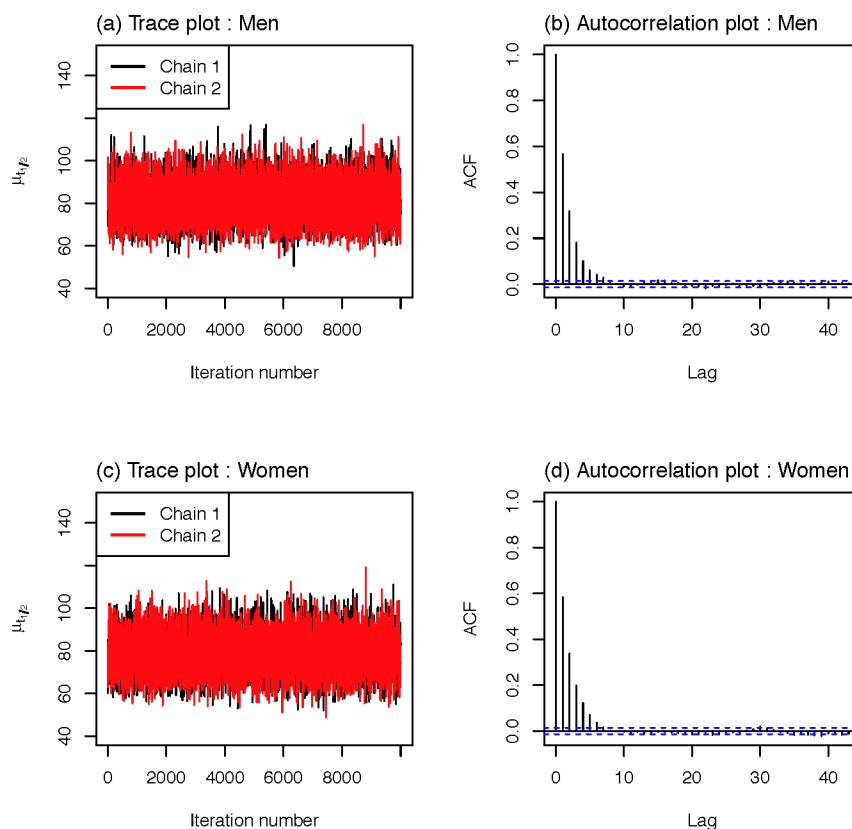 (a) Trace plot : Men
Chain 1
Chain 2
140
100
80
60
40
μt1/2
0 2000 4000 6000 8000
Iteration number
(b) Autocorrelation plot : Men
1.0
0.8
0.6
0.4
0.2
0.0
ACF
0 10 20 30 40
Lag
(c) Trace plot : Women
Chain 1
Chain 2
140
100
80
60
40
μt1/2
0 2000 4000 6000 8000
Iteration number
(d) Autocorrelation plot : Women
1.0
0.8
0.6
0.4
0.2
0.0
ACF
0 10 20 30 40
Lag